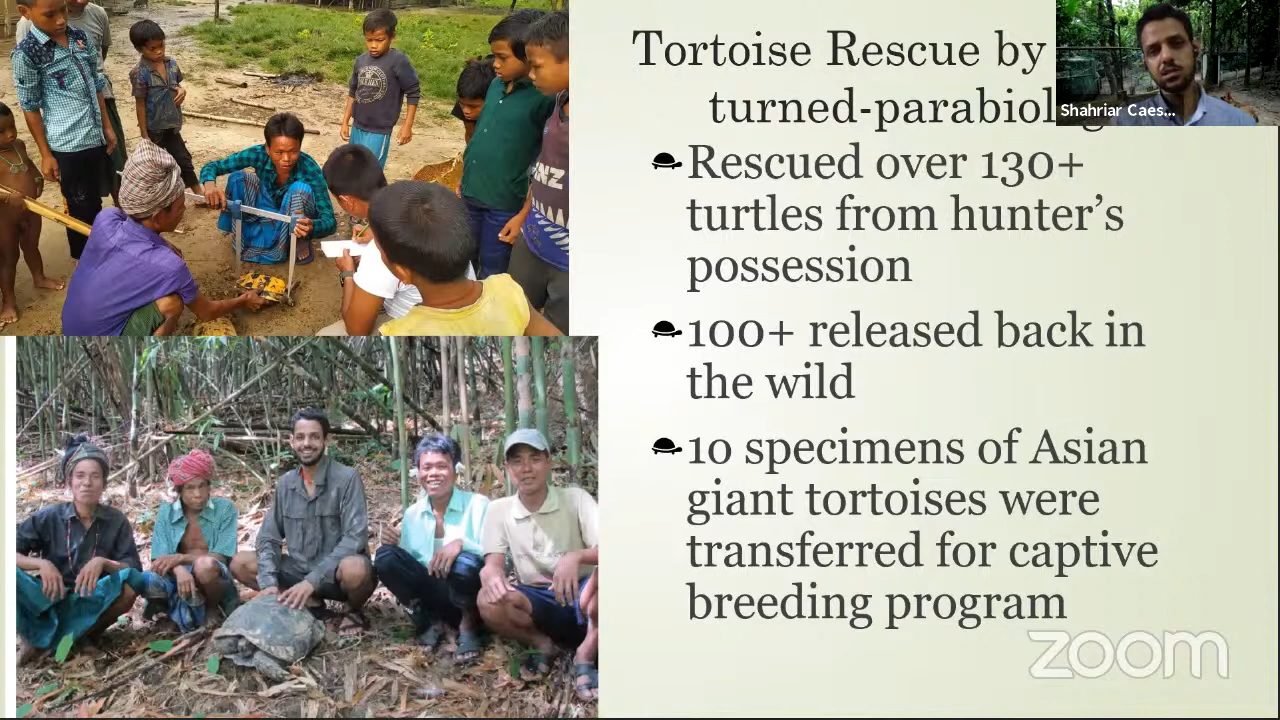 Tortoise Rescue by
turned-parabiolog
Shahriar Caes...
Rescued over 130+
turtles from hunter’s
possession
100+ released back in
the wild
10 specimens of Asian
giant tortoises were
transferred for captive
breeding program
zoom